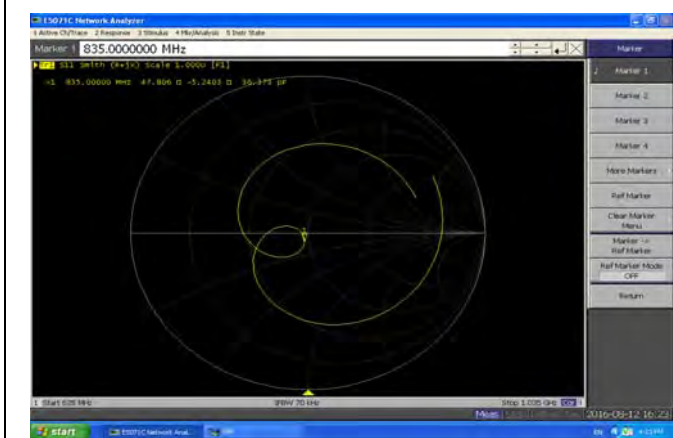 E5071C Network Analyzer
1 Active Ch/Trace 2 Response 3 Stimulus 4 Mkr/Analysis 5 Instr State
Marker 1 835.0000000 MHz
Tr1 S11 Smith (R+jX) Scale 1.000U [F1]
>1 835.00000 MHz 47.806 Ω -5.2403 Ω 36.373 pF
Marker
Marker 1
Marker 2
Marker 3
Marker 4
More Markers
Ref Marker
Clear Marker
Menu
Marker ->
Ref Marker
Ref Marker Mode
OFF
Return
1 Start 635 MHz
IFBW 70 kHz
Stop 1.035 GHz
Meas
2016-08-12 16:23
start
E5071C Network Anal...
EN